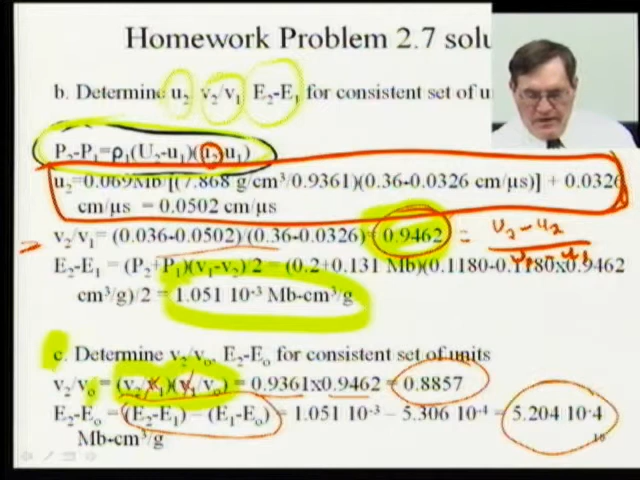 Homework Problem 2.7 solu
b. Determine u2 v2/v1 E2-E1 for consistent set of u
P2-P1=ρ1(U2-u1)(u2-u1)
u2=0.069Mb/[(7.868 g/cm³/0.9361)(0.36-0.0326 cm/μs)] + 0.0326
cm/μs = 0.0502 cm/μs
v2/v1 = (0.036-0.0502)/(0.36-0.0326)= 0.9462 =
E2-E1 = (P2+P1)(v1-v2)/2 = (0.2+0.131 Mb)(0.1180-0.1180x0.9462
cm³/g)/2 = 1.051 10-³ Mb-cm³/g
c. Determine v2/vo, E2-Eo for consistent set of units
v2/vo = (v2/v1)(v1/vo) = 0.9361x0.9462 = 0.8857
E2-Eo = (E2-E1) – (E1-Eo) = 1.051 10-³ – 5.306 10-⁴ = 5.204 10-4
Mb-cm³/g